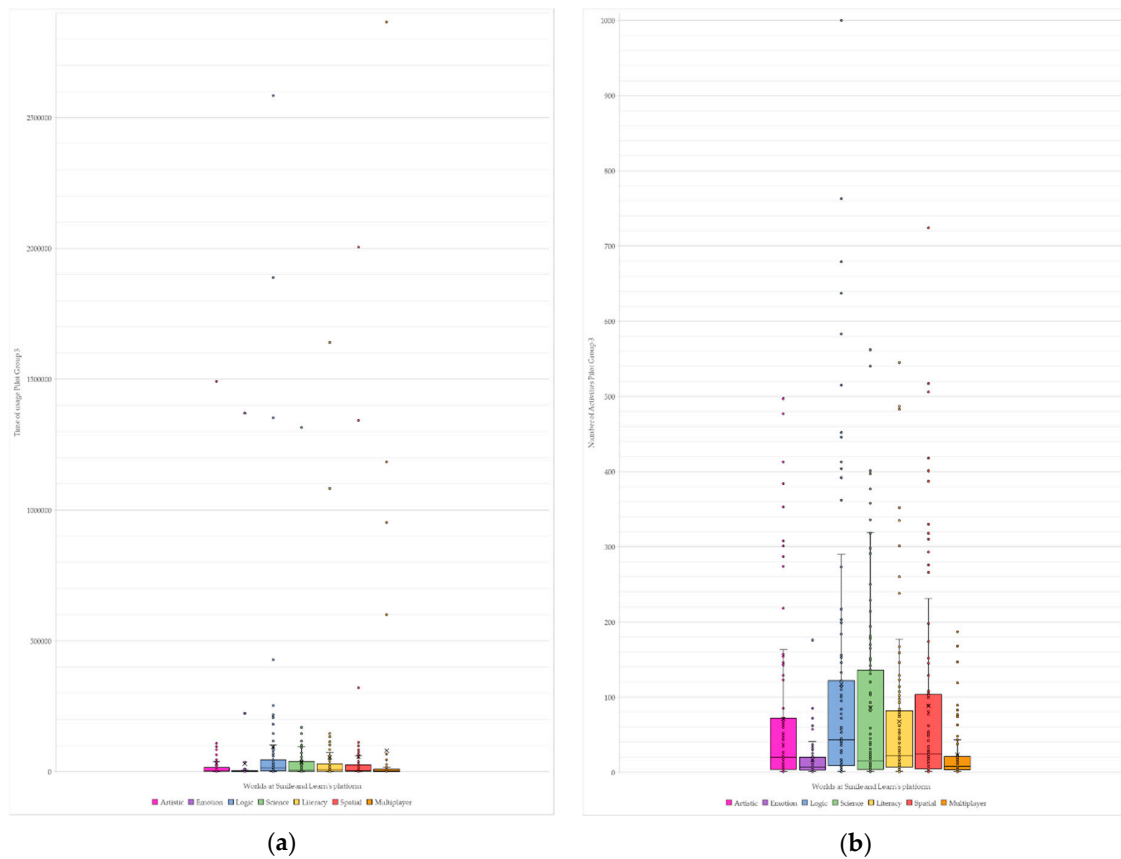 Time of usage Pilot Group 3
2500000
2000000
1500000
1000000
500000
0
Worlds at Smile and Learn's platform
Artistic Emotion Logic Science Literacy Spatial Multiplayer
(a)
Number of Activities Pilot Group 3
1000
900
800
700
600
500
400
300
200
100
0
Worlds at Smile and Learn's platform
Artistic Emotion Logic Science Literacy Spatial Multiplayer
(b)